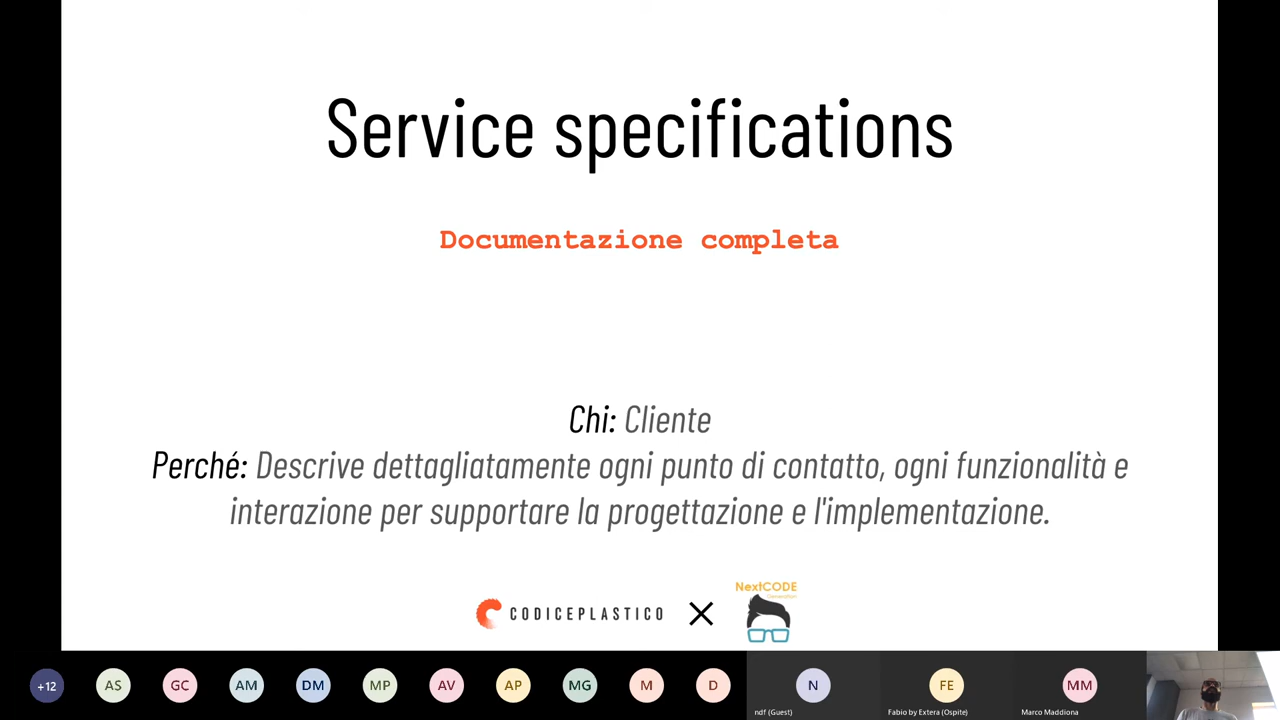 Service specifications
Documentazione completa
Chi: Cliente
Perché: Descrive dettagliatamente ogni punto di contatto, ogni funzionalità e
interazione per supportare la progettazione e l'implementazione.
CODICEPLASTICO
NextCODE
+12 AS GC AM DM MP AV AP MG M D N FE MM
ndf (Guest) Fabio by Extera (Ospite) Marco Maddiona